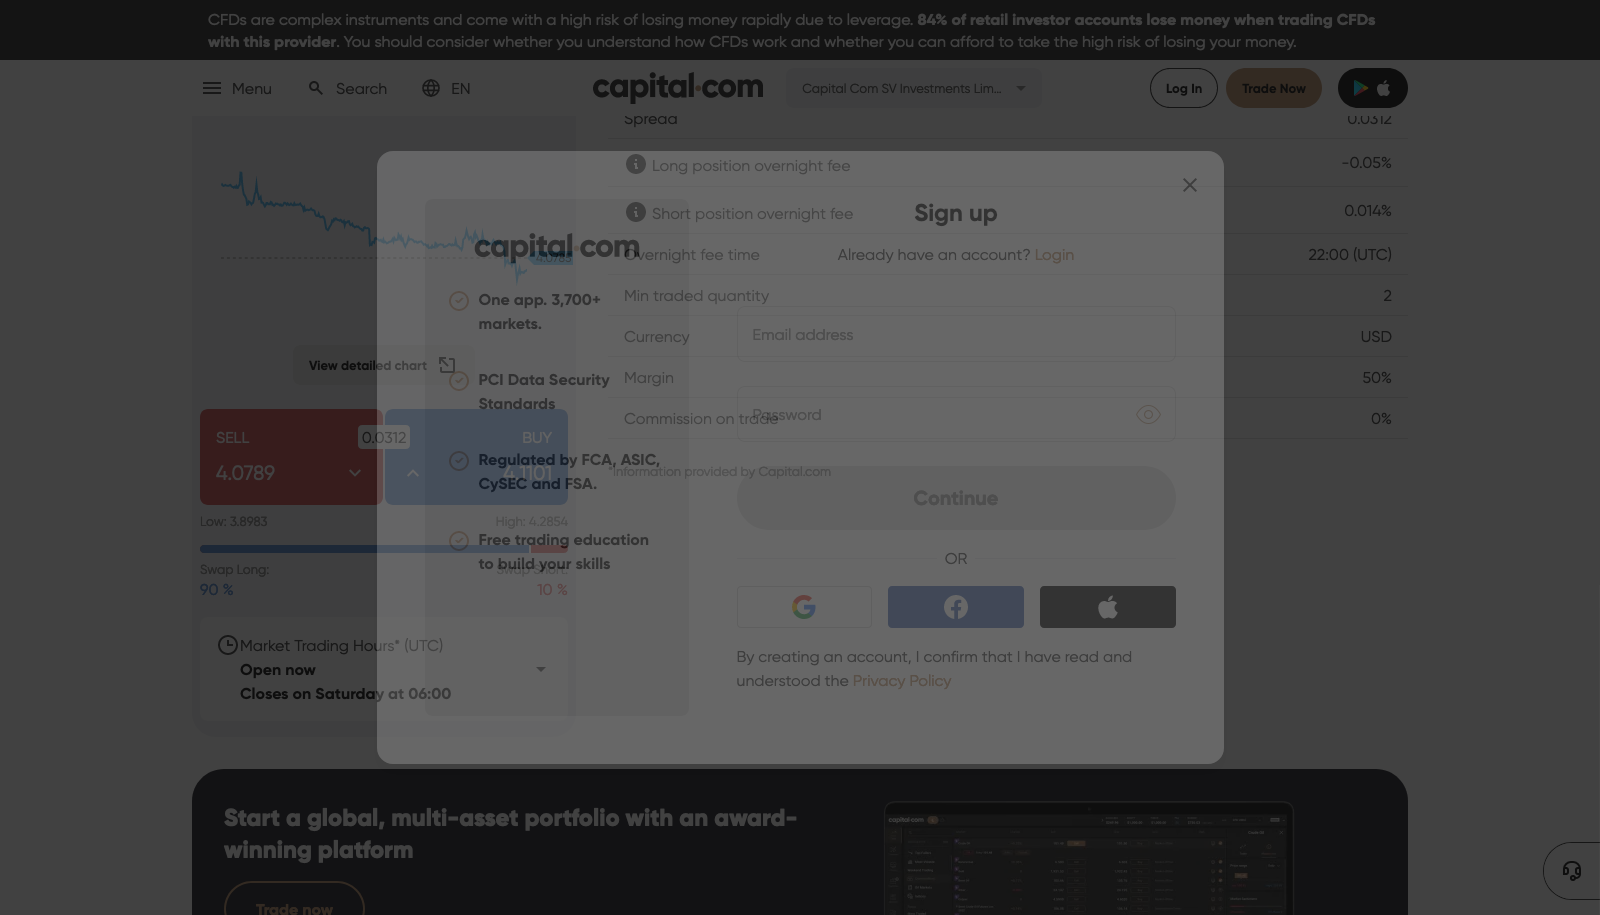 CFDs are complex instruments and come with a high risk of losing money rapidly due to leverage. 84% of retail investor accounts lose money when trading CFDs
with this provider. You should consider whether you understand how CFDs work and whether you can afford to take the high risk of losing your money.
Menu
Search
EN
capital.com
Capital Com SV Investments Lim...
Log In
Trade Now
Spread
0.0312
Long position overnight fee
-0.05%
Short position overnight fee
0.014%
Overnight fee time
22:00 (UTC)
Min traded quantity
2
Currency
USD
Margin
50%
Commission on trade
0%
*Information provided by Capital.com
4.0789
View detailed chart
SELL
4.0789
0.0312
BUY
4.1101
Low: 3.8983
High: 4.2854
Swap Long:
Swap Short:
90 %
10 %
Market Trading Hours* (UTC)
Open now
Closes on Saturday at 06:00
capital.com
One app. 3,700+
markets.
PCI Data Security
Standards
Regulated by FCA, ASIC,
CySEC and FSA.
Free trading education
to build your skills
Sign up
Already have an account? Login
Email address
Password
Continue
OR
By creating an account, I confirm that I have read and
understood the Privacy Policy
Start a global, multi-asset portfolio with an award-
winning platform
Trade now
capital.com